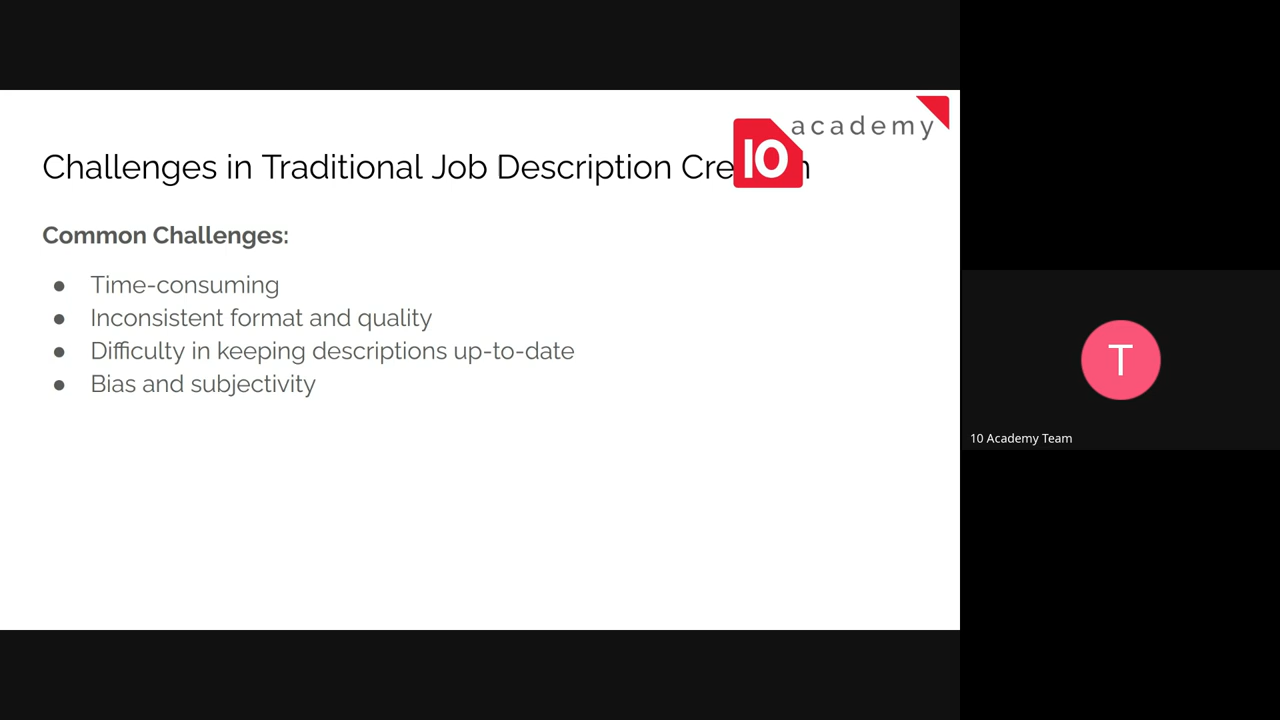 academy
10
Challenges in Traditional Job Description
Common Challenges:
● Time-consuming
● Inconsistent format and quality
● Difficulty in keeping descriptions up-to-date
● Bias and subjectivity
T
10 Academy Team